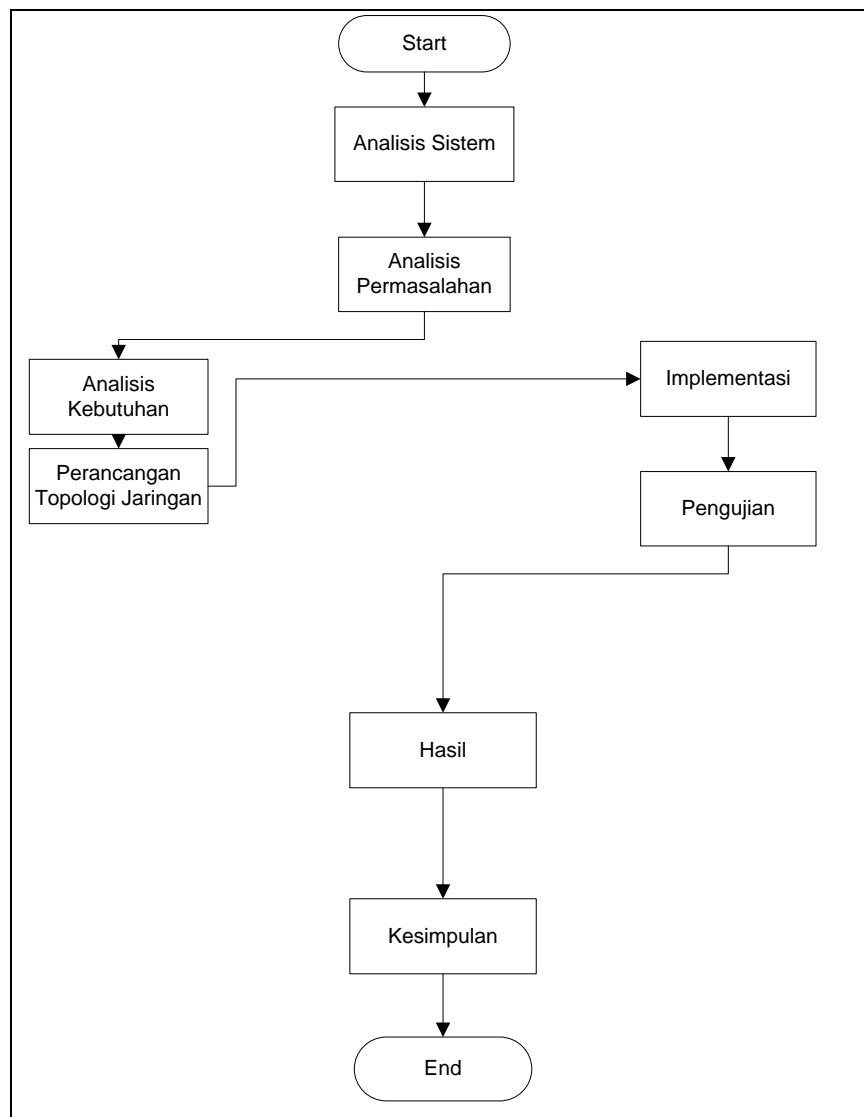 Start
Analisis Sistem
Analisis
Permasalahan
Analisis
Kebutuhan
Perancangan
Topologi Jaringan
Implementasi
Pengujian
Hasil
Kesimpulan
End